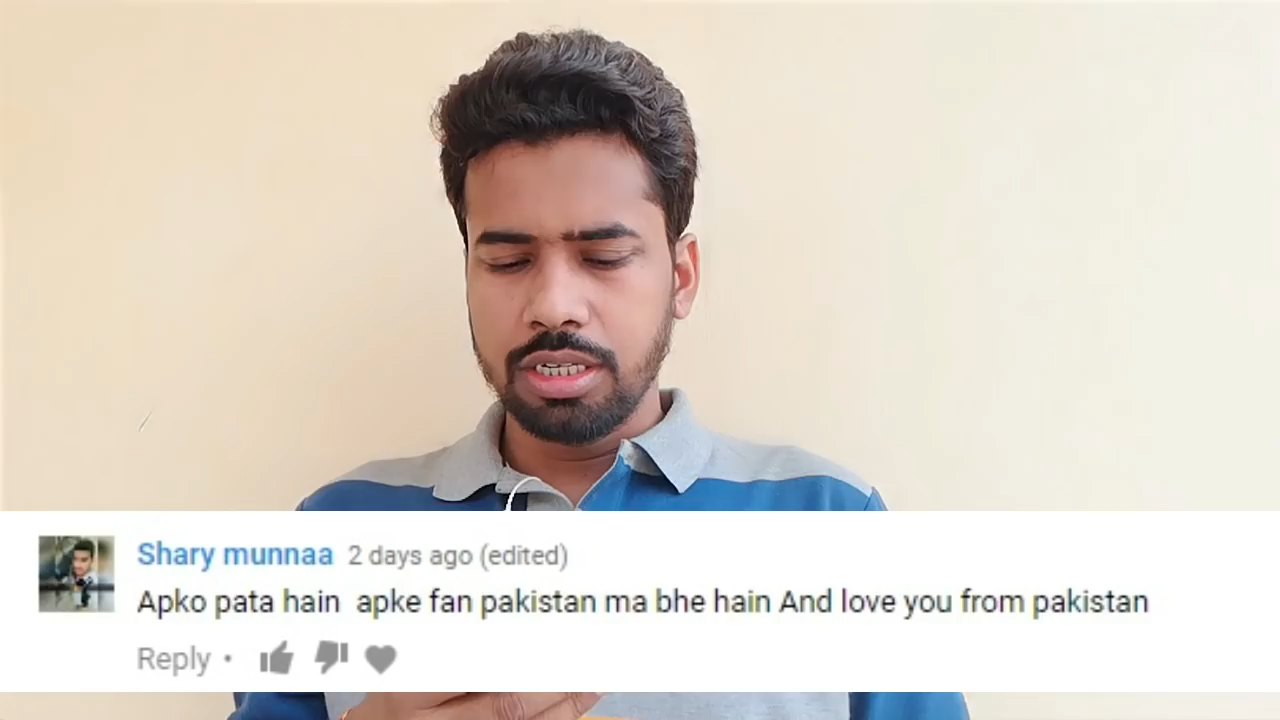 Shary munnaa 2 days ago (edited)
Apko pata hain apke fan pakistan ma bhe hain And love you from pakistan
Reply •